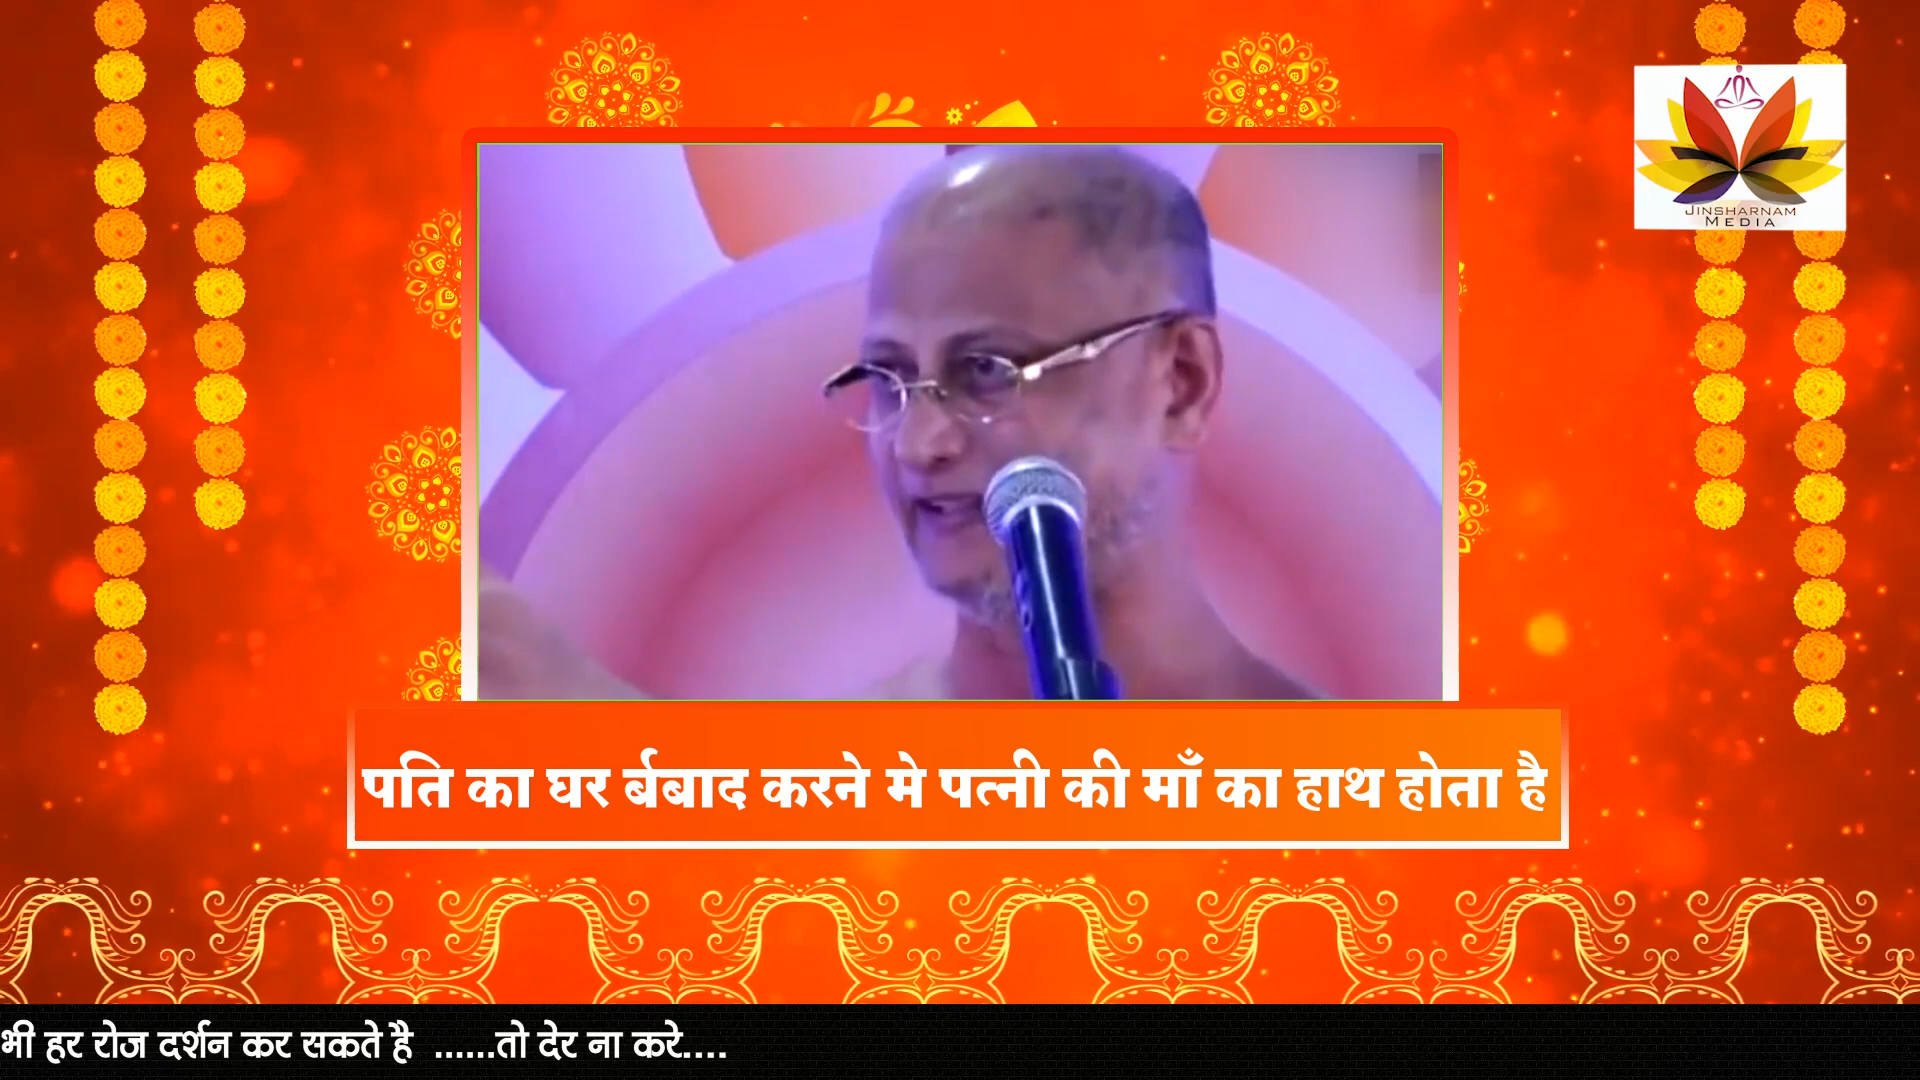 JINSHARNAM
MEDIA
पति का घर र्बबाद करने मे पत्नी की माँ का हाथ होता है
भी हर रोज दर्शन कर सकते है ......तो देर ना करे....